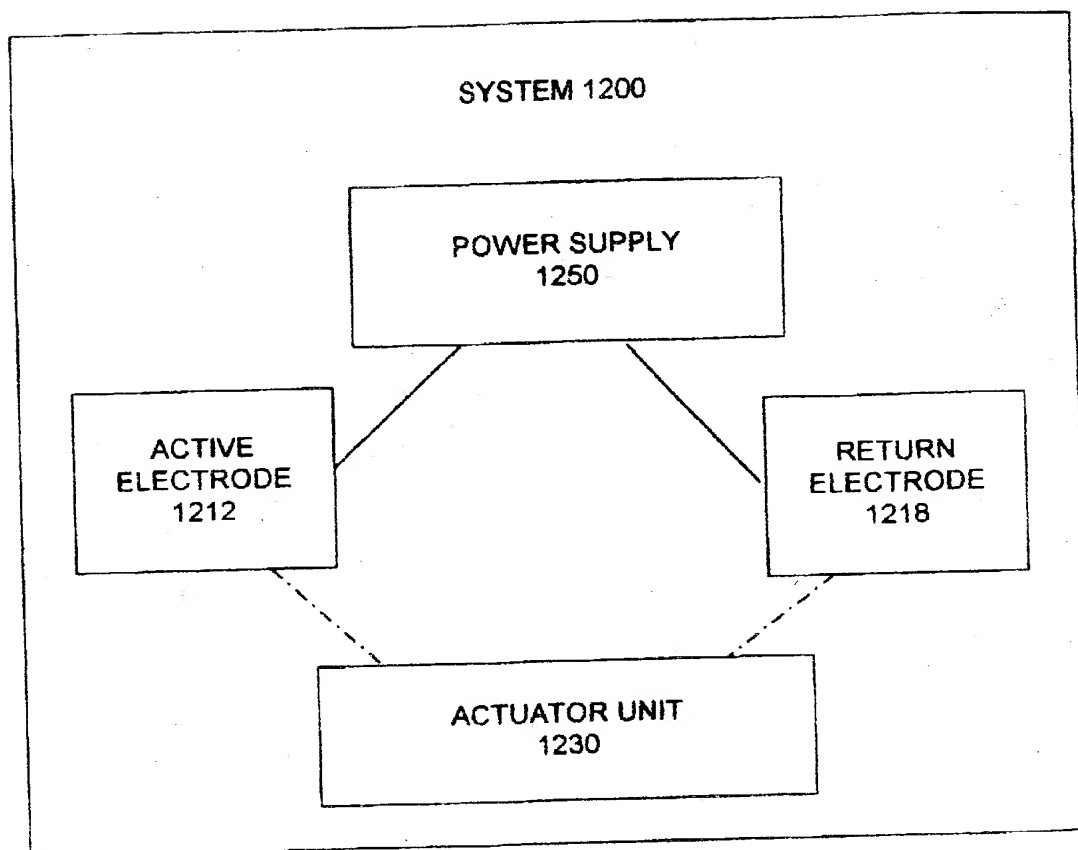 SYSTEM 1200
POWER SUPPLY
1250
ACTIVE
ELECTRODE
1212
RETURN
ELECTRODE
1218
ACTUATOR UNIT
1230